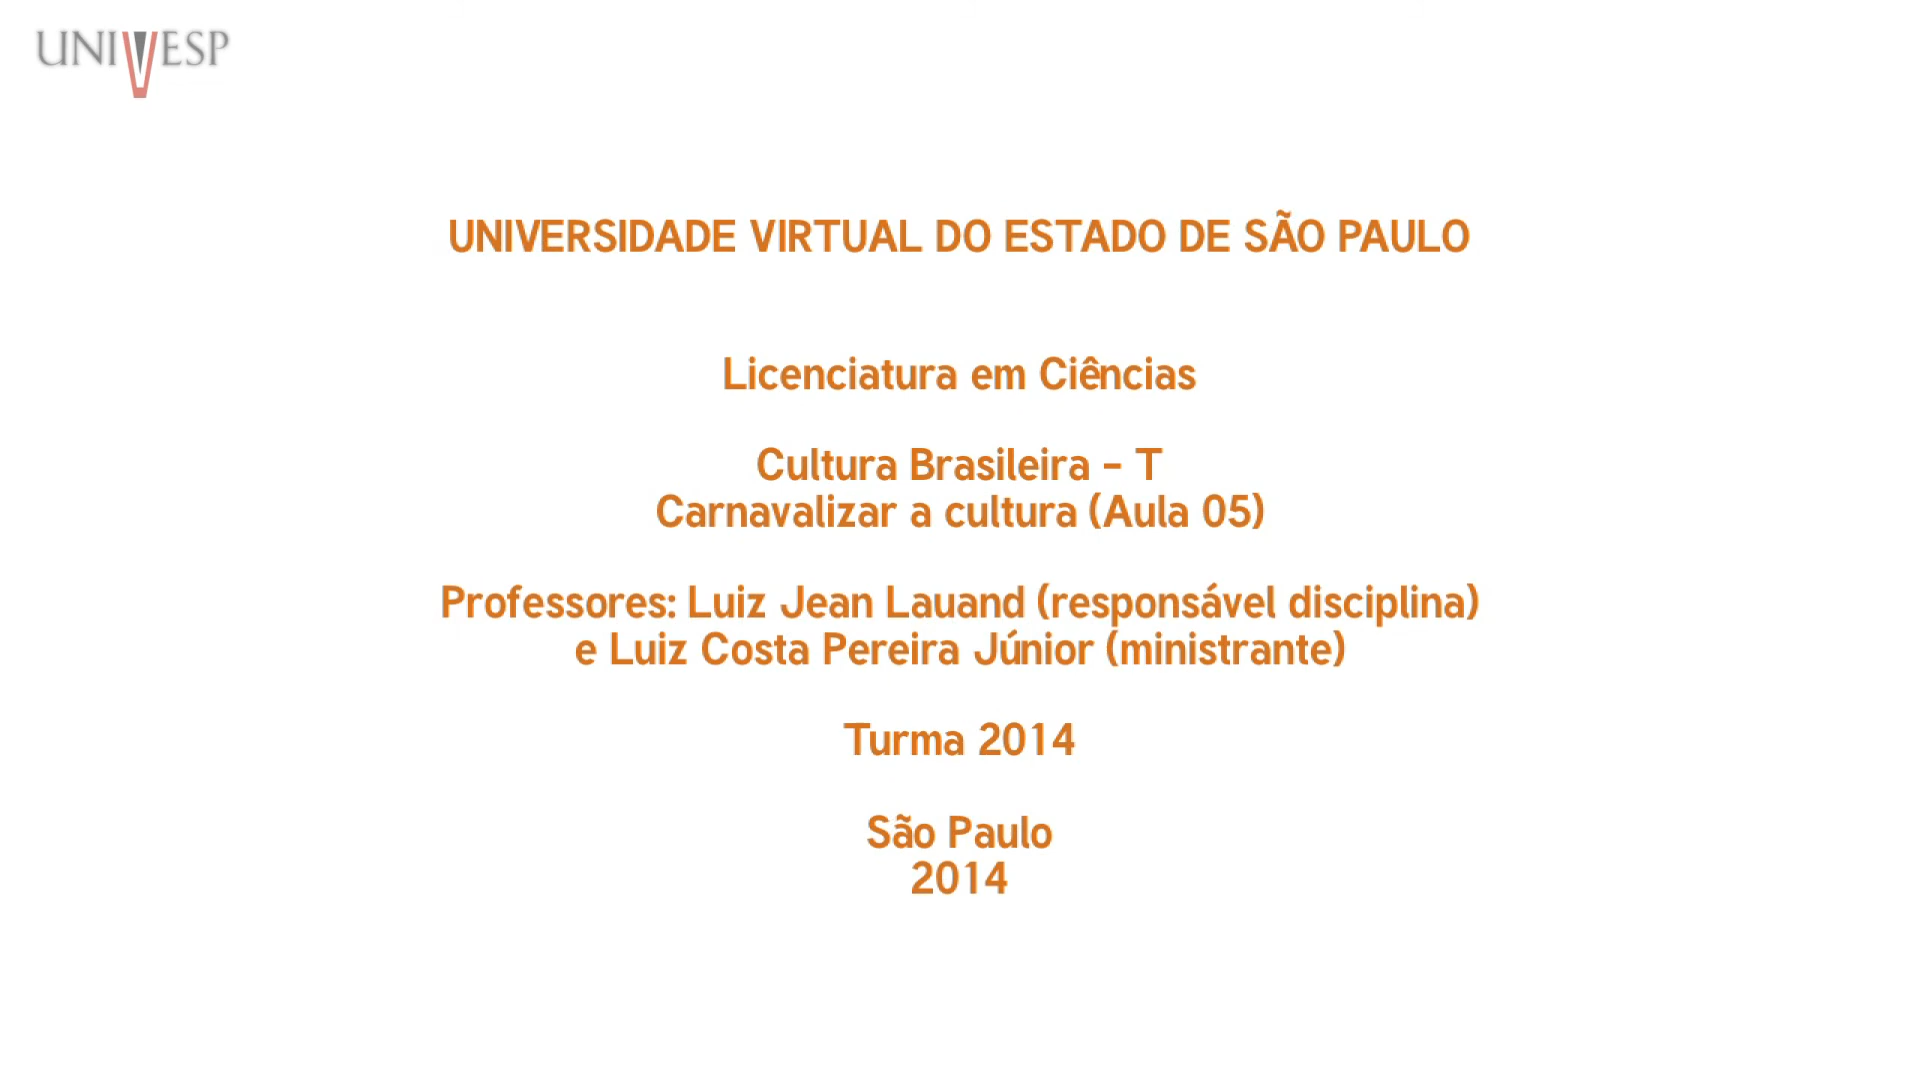 UNIVESP
UNIVERSIDADE VIRTUAL DO ESTADO DE SÃO PAULO
Licenciatura em Ciências
Cultura Brasileira - T
Carnavalizar a cultura (Aula 05)
Professores: Luiz Jean Lauand (responsável disciplina)
e Luiz Costa Pereira Júnior (ministrante)
Turma 2014
São Paulo
2014